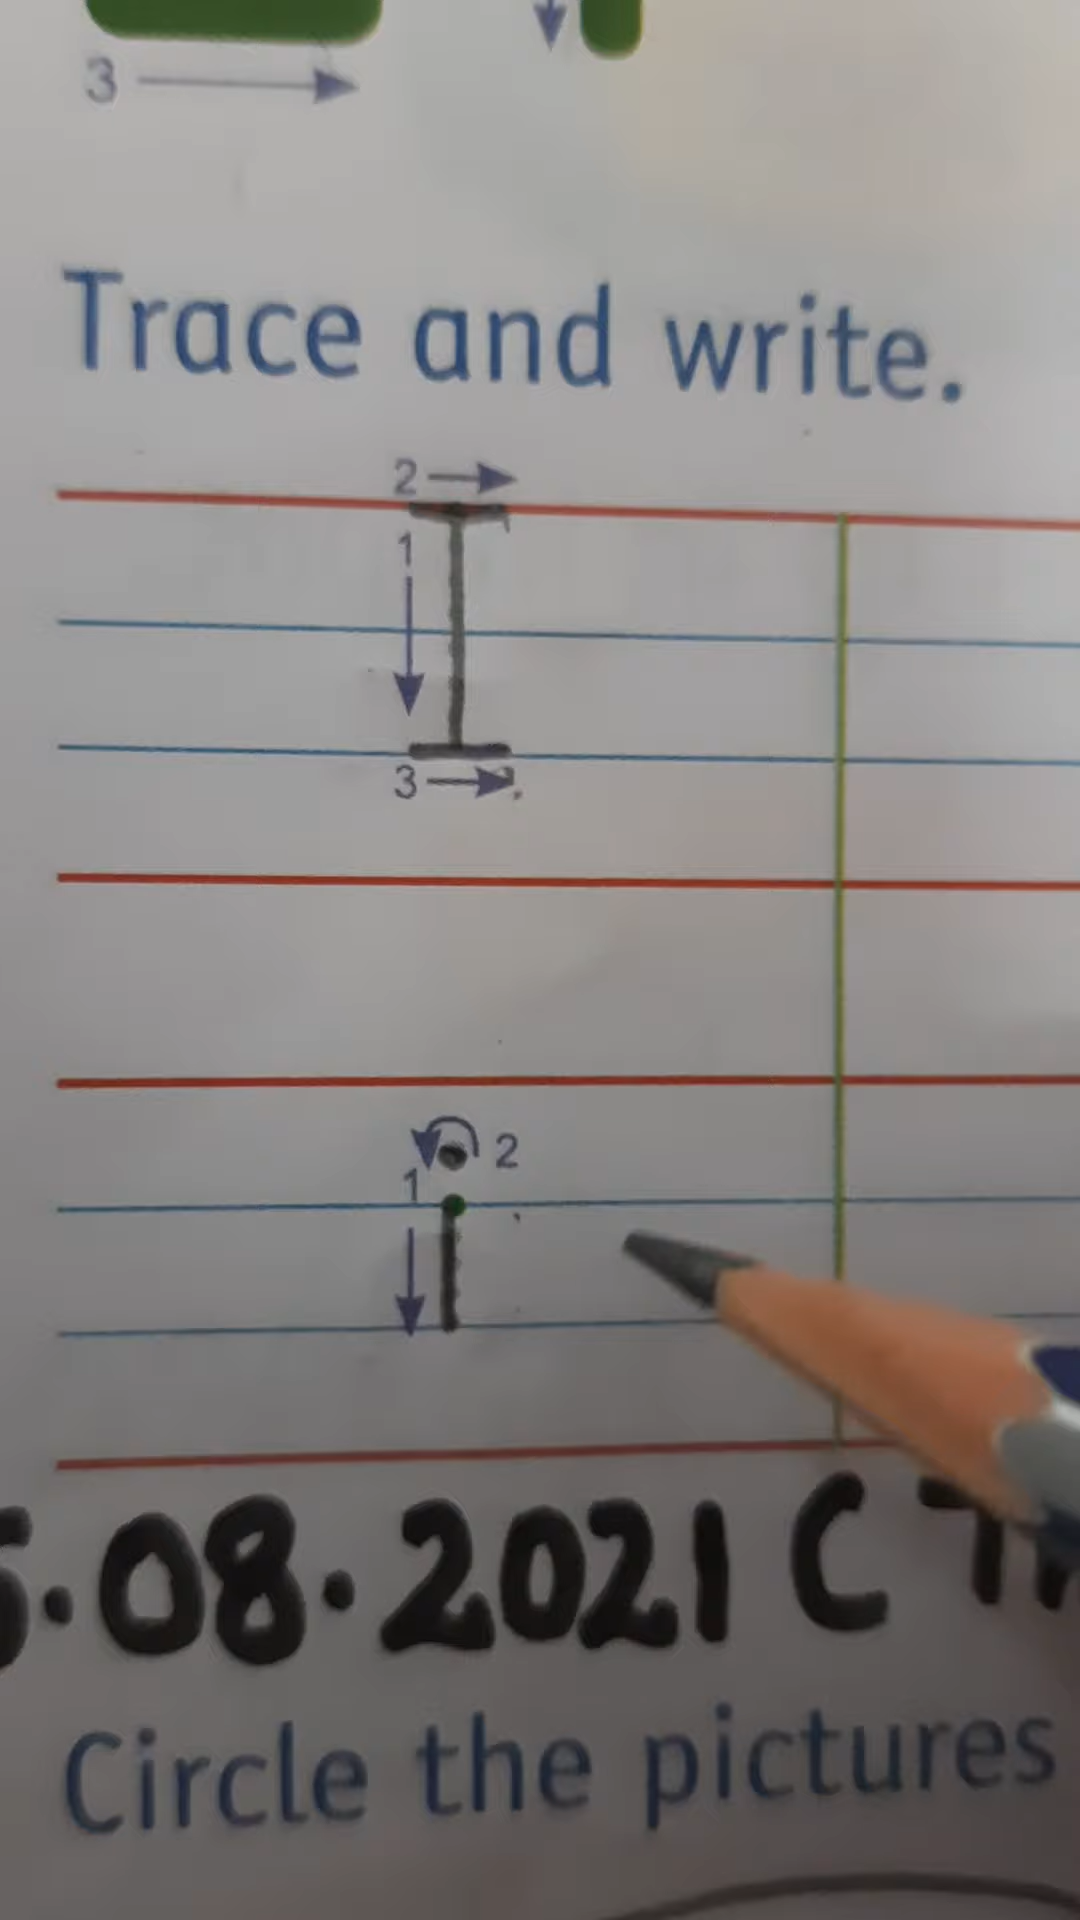 3
Trace and write.
2
1
I
3
2
1
i
.08.2021 C
Circle the pictures